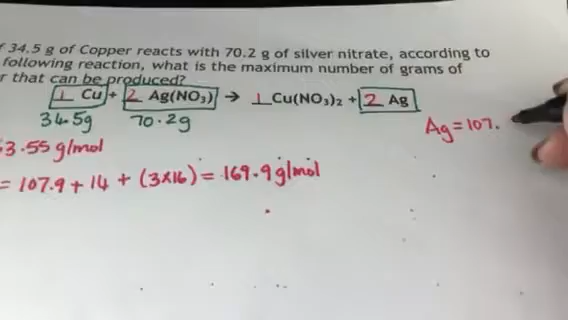 34.5 g of Copper reacts with 70.2 g of silver nitrate, according to
following reaction, what is the maximum number of grams of
that can be produced?
1 Cu + 2 Ag(NO₃) → 1 Cu(NO₃)₂ + 2 Ag
34.5g 70.2g
Ag = 107.
3.55 g/mol
= 107.9 + 14 + (3x16) = 169.9 g/mol